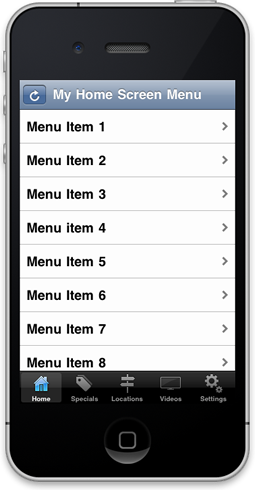 My Home Screen Menu
Menu Item 1
Menu Item 2
Menu Item 3
Menu item 4
Menu Item 5
Menu Item 6
Menu Item 7
Menu Item 8
Home Specials Locations Videos Settings